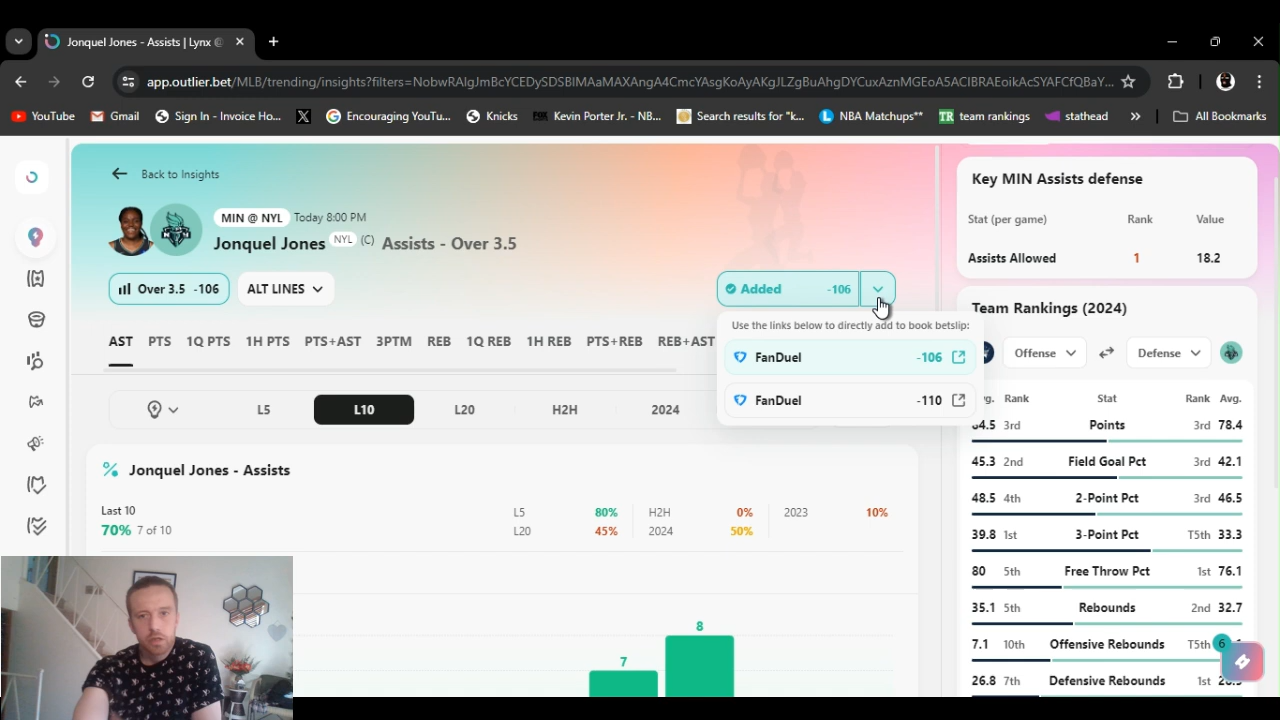 Jonquel Jones - Assists | Lynx @
app.outlier.bet/MLB/trending/insights?filters=
YouTube Gmail Sign In - Invoice Ho... Encouraging YouTu... Knicks Kevin Porter Jr. - NB... Search results for "k... NBA Matchups** TR team rankings stathead » All Bookmarks
Back to Insights
MIN @ NYL Today 8:00 PM
Jonquel Jones NYL (C) Assists - Over 3.5
Over 3.5 -106 ALT LINES Added -106
Use the links below to directly add to book betslip:
FanDuel -106
FanDuel -110
AST PTS 1Q PTS 1H PTS PTS+AST 3PTM REB 1Q REB 1H REB PTS+REB REB+AST
L5 L10 L20 H2H 2024
Jonquel Jones - Assists
Last 10 L5 80% H2H 0% 2023 10%
70% 7 of 10 L20 45% 2024 50%
7
8
Key MIN Assists defense
Stat (per game) Rank Value
Assists Allowed 1 18.2
Team Rankings (2024)
Offense Defense
Rank Stat Rank Avg.
3rd Points 3rd 78.4
45.3 2nd Field Goal Pct 3rd 42.1
48.5 4th 2-Point Pct 3rd 46.5
39.8 1st 3-Point Pct T5th 33.3
80 5th Free Throw Pct 1st 76.1
35.1 5th Rebounds 2nd 32.7
7.1 10th Offensive Rebounds T5th 6
26.8 7th Defensive Rebounds 1st